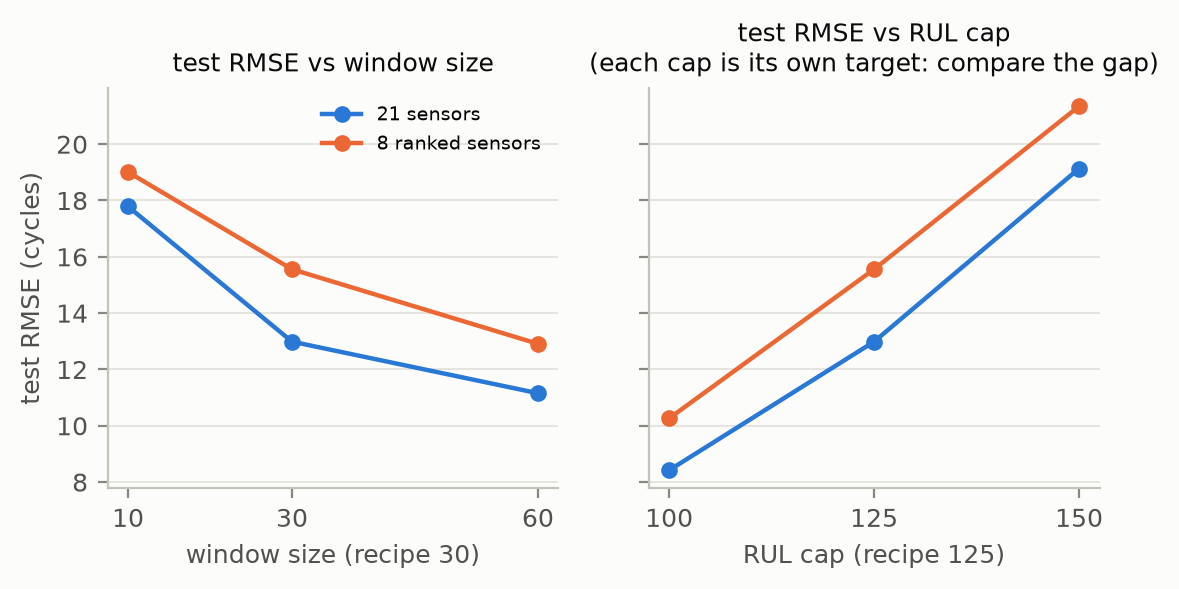 test RMSE vs window size
21 sensors
8 ranked sensors
20
18
16
14
12
10
8
test RMSE (cycles)
10 30 60
window size (recipe 30)
test RMSE vs RUL cap
(each cap is its own target: compare the gap)
100 125 150
RUL cap (recipe 125)